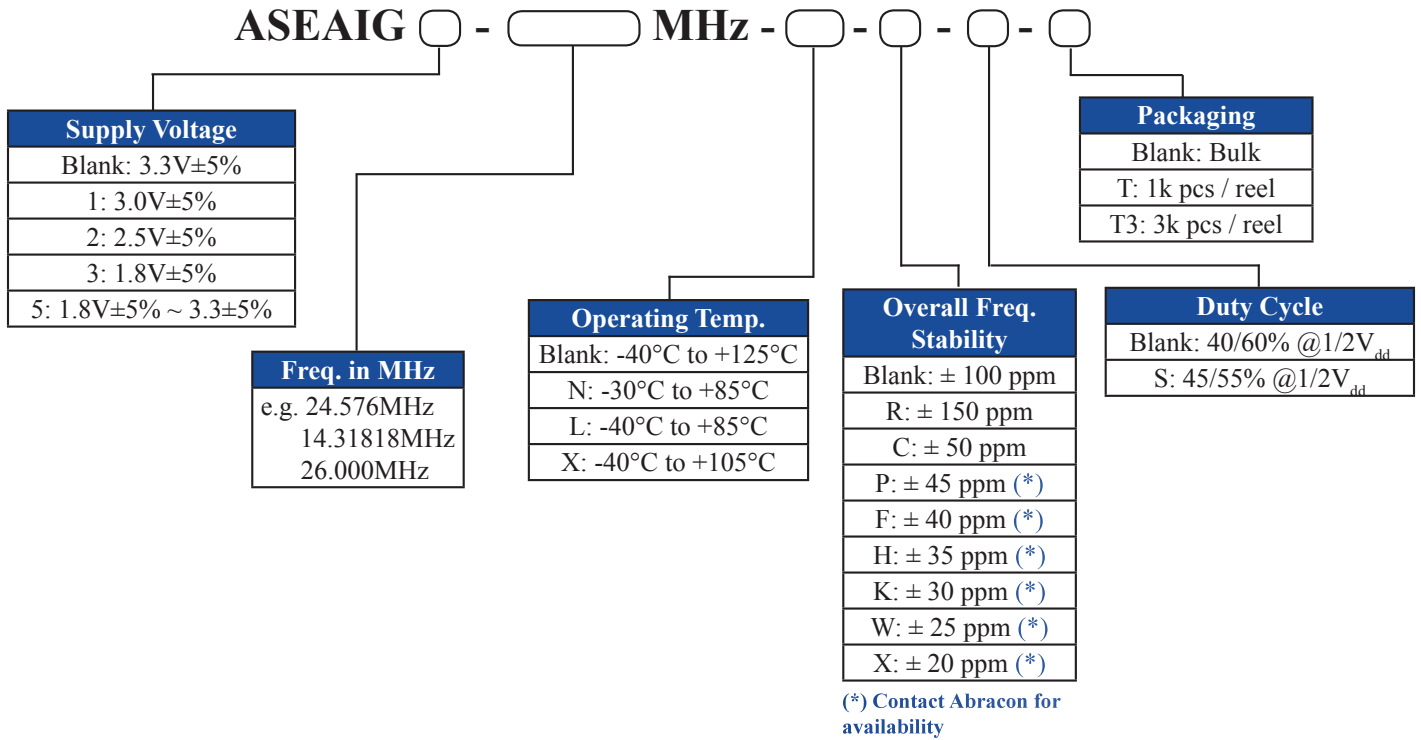 ASEAIG - MHz - - - -
Supply Voltage
Blank: 3.3V±5%
1: 3.0V±5%
2: 2.5V±5%
3: 1.8V±5%
5: 1.8V±5% ~ 3.3±5%
Freq. in MHz
e.g. 24.576MHz
14.31818MHz
26.000MHz
Operating Temp.
Blank: -40°C to +125°C
N: -30°C to +85°C
L: -40°C to +85°C
X: -40°C to +105°C
Overall Freq.
Stability
Blank: ± 100 ppm
R: ± 150 ppm
C: ± 50 ppm
P: ± 45 ppm (*)
F: ± 40 ppm (*)
H: ± 35 ppm (*)
K: ± 30 ppm (*)
W: ± 25 ppm (*)
X: ± 20 ppm (*)
(*) Contact Abracon for
availability
Packaging
Blank: Bulk
T: 1k pcs / reel
T3: 3k pcs / reel
Duty Cycle
Blank: 40/60% @1/2Vdd
S: 45/55% @1/2Vdd